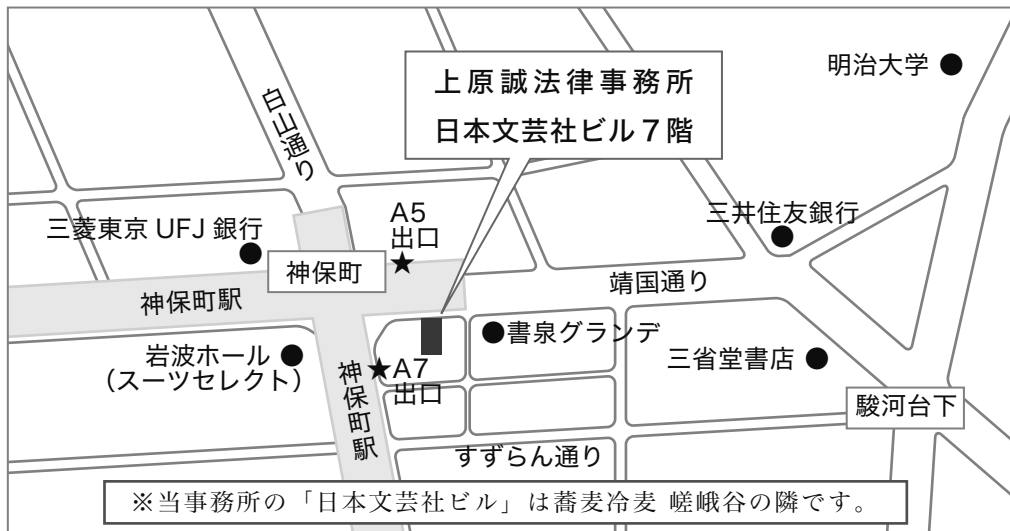 上原誠法律事務所
日本文芸社ビル７階
明治大学
白山通り
三菱東京 UFJ 銀行
A5
出口
三井住友銀行
神保町
靖国通り
神保町駅
書泉グランデ
岩波ホール
（スーツセレクト）
神保町駅
A7
出口
三省堂書店
駿河台下
すずらん通り
※当事務所の「日本文芸社ビル」は蕎麦冷麦 嵯峨谷の隣です。